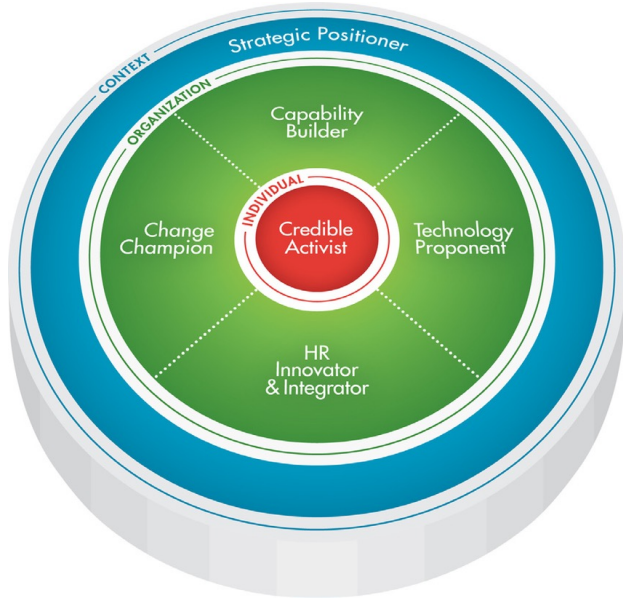 CONTEXT
Strategic Positioner
ORGANIZATION
Capability
Builder
INDIVIDUAL
Change
Champion
Credible
Activist
Technology
Proponent
HR
Innovator
& Integrator